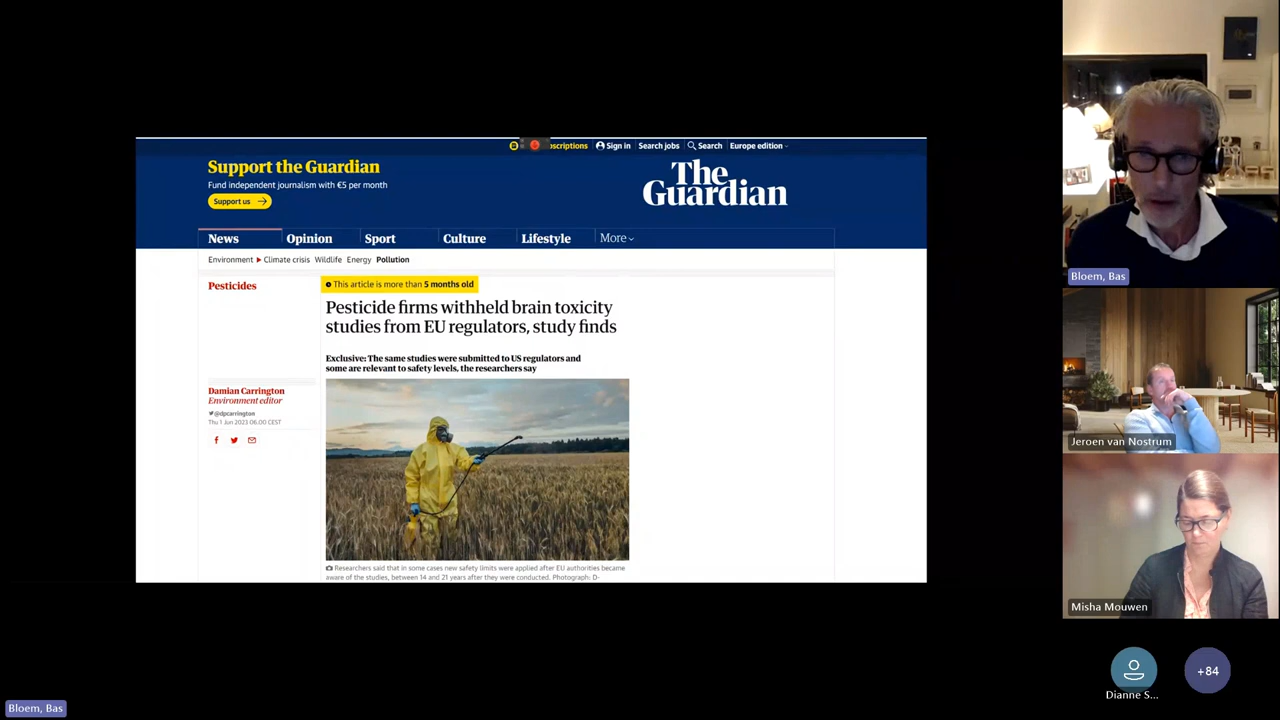 scriptions
Sign in
Search jobs
Search
Europe edition
Support the Guardian
Fund independent journalism with €5 per month
Support us
The
Guardian
News
Opinion
Sport
Culture
Lifestyle
More
Environment
Climate crisis
Wildlife
Energy
Pollution
Pesticides
This article is more than 5 months old
Pesticide firms withheld brain toxicity
studies from EU regulators, study finds
Exclusive: The same studies were submitted to US regulators and
some are relevant to safety levels, the researchers say
Damian Carrington
Environment editor
@dpcarrington
Thu 1 Jun 2023 06.00 CEST
Researchers said that in some cases new safety limits were applied after EU authorities became
aware of the studies, between 14 and 21 years after they were conducted. Photograph: D-
Bloem, Bas
Jeroen van Nostrum
Misha Mouwen
Dianne S...
+84
Bloem, Bas